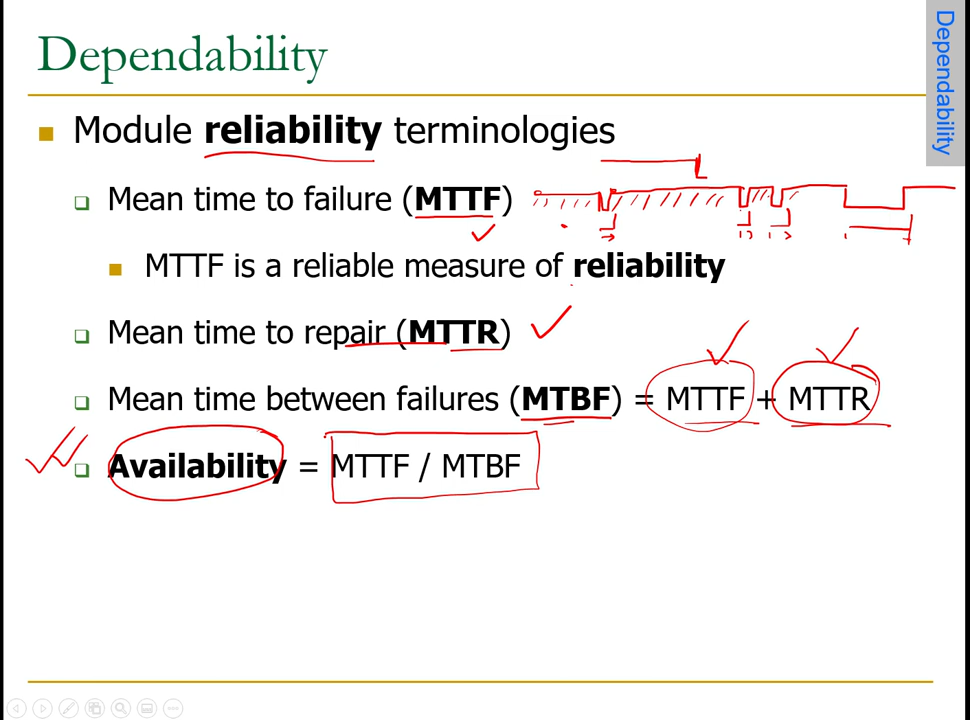 Dependability
Dependability
Module reliability terminologies
Mean time to failure (MTTF)
MTTF is a reliable measure of reliability
Mean time to repair (MTTR)
Mean time between failures (MTBF) = MTTF + MTTR
Availability = MTTF / MTBF